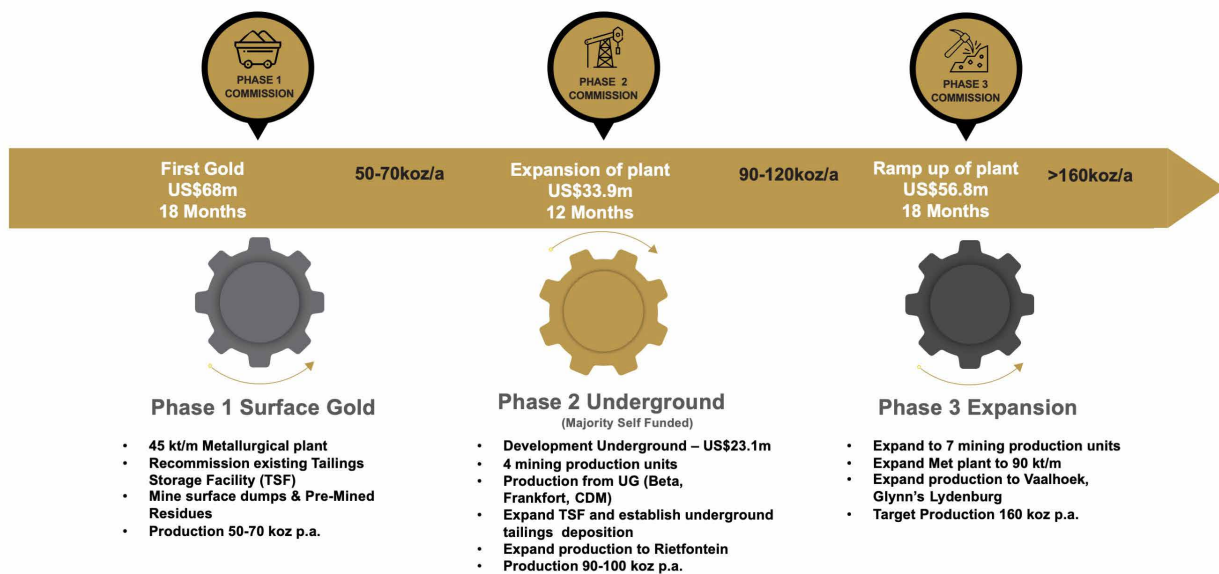 PHASE 1
COMMISSION
PHASE 2
COMMISSION
PHASE 3
COMMISSION
First Gold
US$68m
18 Months
50-70koz/a
Expansion of plant
US$33.9m
12 Months
90-120koz/a
Ramp up of plant
US$56.8m
18 Months
>160koz/a
Phase 1 Surface Gold
• 45 kt/m Metallurgical plant
• Recommission existing Tailings
Storage Facility (TSF)
• Mine surface dumps & Pre-Mined
Residues
• Production 50-70 koz p.a.
Phase 2 Underground
(Majority Self Funded)
• Development Underground – US$23.1m
• 4 mining production units
• Production from UG (Beta,
Frankfort, CDM)
• Expand TSF and establish underground
tailings deposition
• Expand production to Rietfontein
• Production 90-100 koz p.a.
Phase 3 Expansion
• Expand to 7 mining production units
• Expand Met plant to 90 kt/m
• Expand production to Vaalhoek,
Glynn's Lydenburg
• Target Production 160 koz p.a.